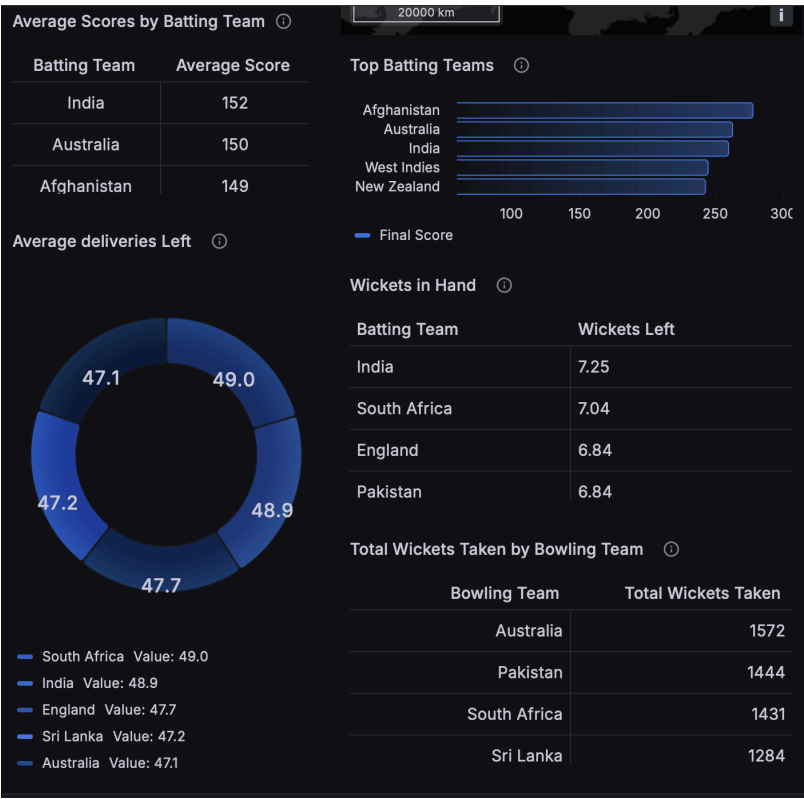 Average Scores by Batting Team
Batting Team Average Score
India 152
Australia 150
Afghanistan 149
Average deliveries Left
47.1 49.0
47.2 48.9
47.7
South Africa Value: 49.0
India Value: 48.9
England Value: 47.7
Sri Lanka Value: 47.2
Australia Value: 47.1
20000 km
i
Top Batting Teams
Afghanistan
Australia
India
West Indies
New Zealand
100 150 200 250 300
Final Score
Wickets in Hand
Batting Team Wickets Left
India 7.25
South Africa 7.04
England 6.84
Pakistan 6.84
Total Wickets Taken by Bowling Team
Bowling Team Total Wickets Taken
Australia 1572
Pakistan 1444
South Africa 1431
Sri Lanka 1284